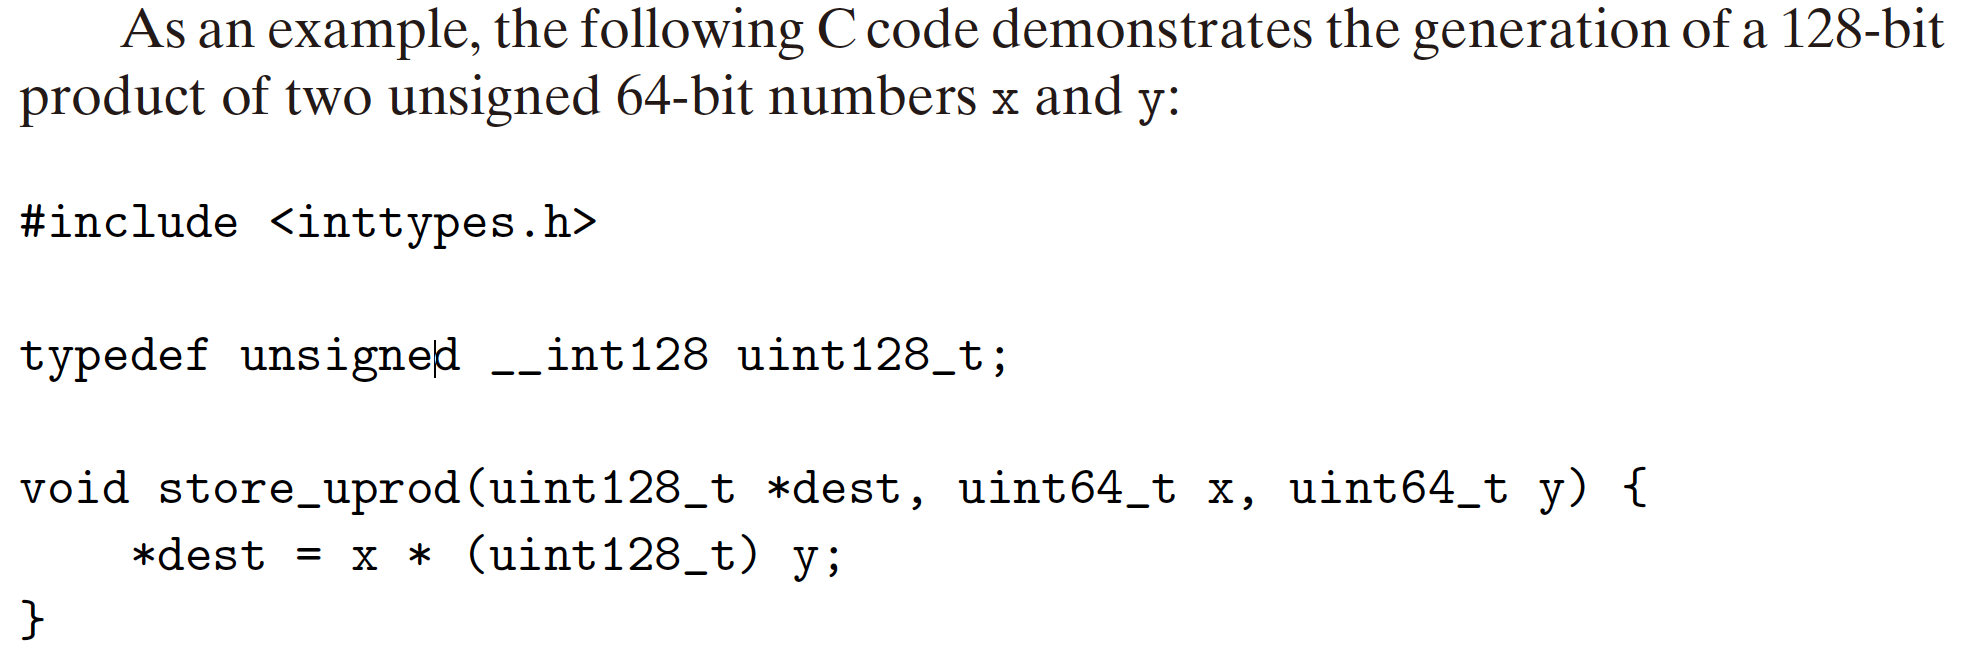 As an example, the following C code demonstrates the generation of a 128-bit
product of two unsigned 64-bit numbers x and y:
#include <inttypes.h>
typedef unsigned __int128 uint128_t;
void store_uprod(uint128_t *dest, uint64_t x, uint64_t y) {
    *dest = x * (uint128_t) y;
}